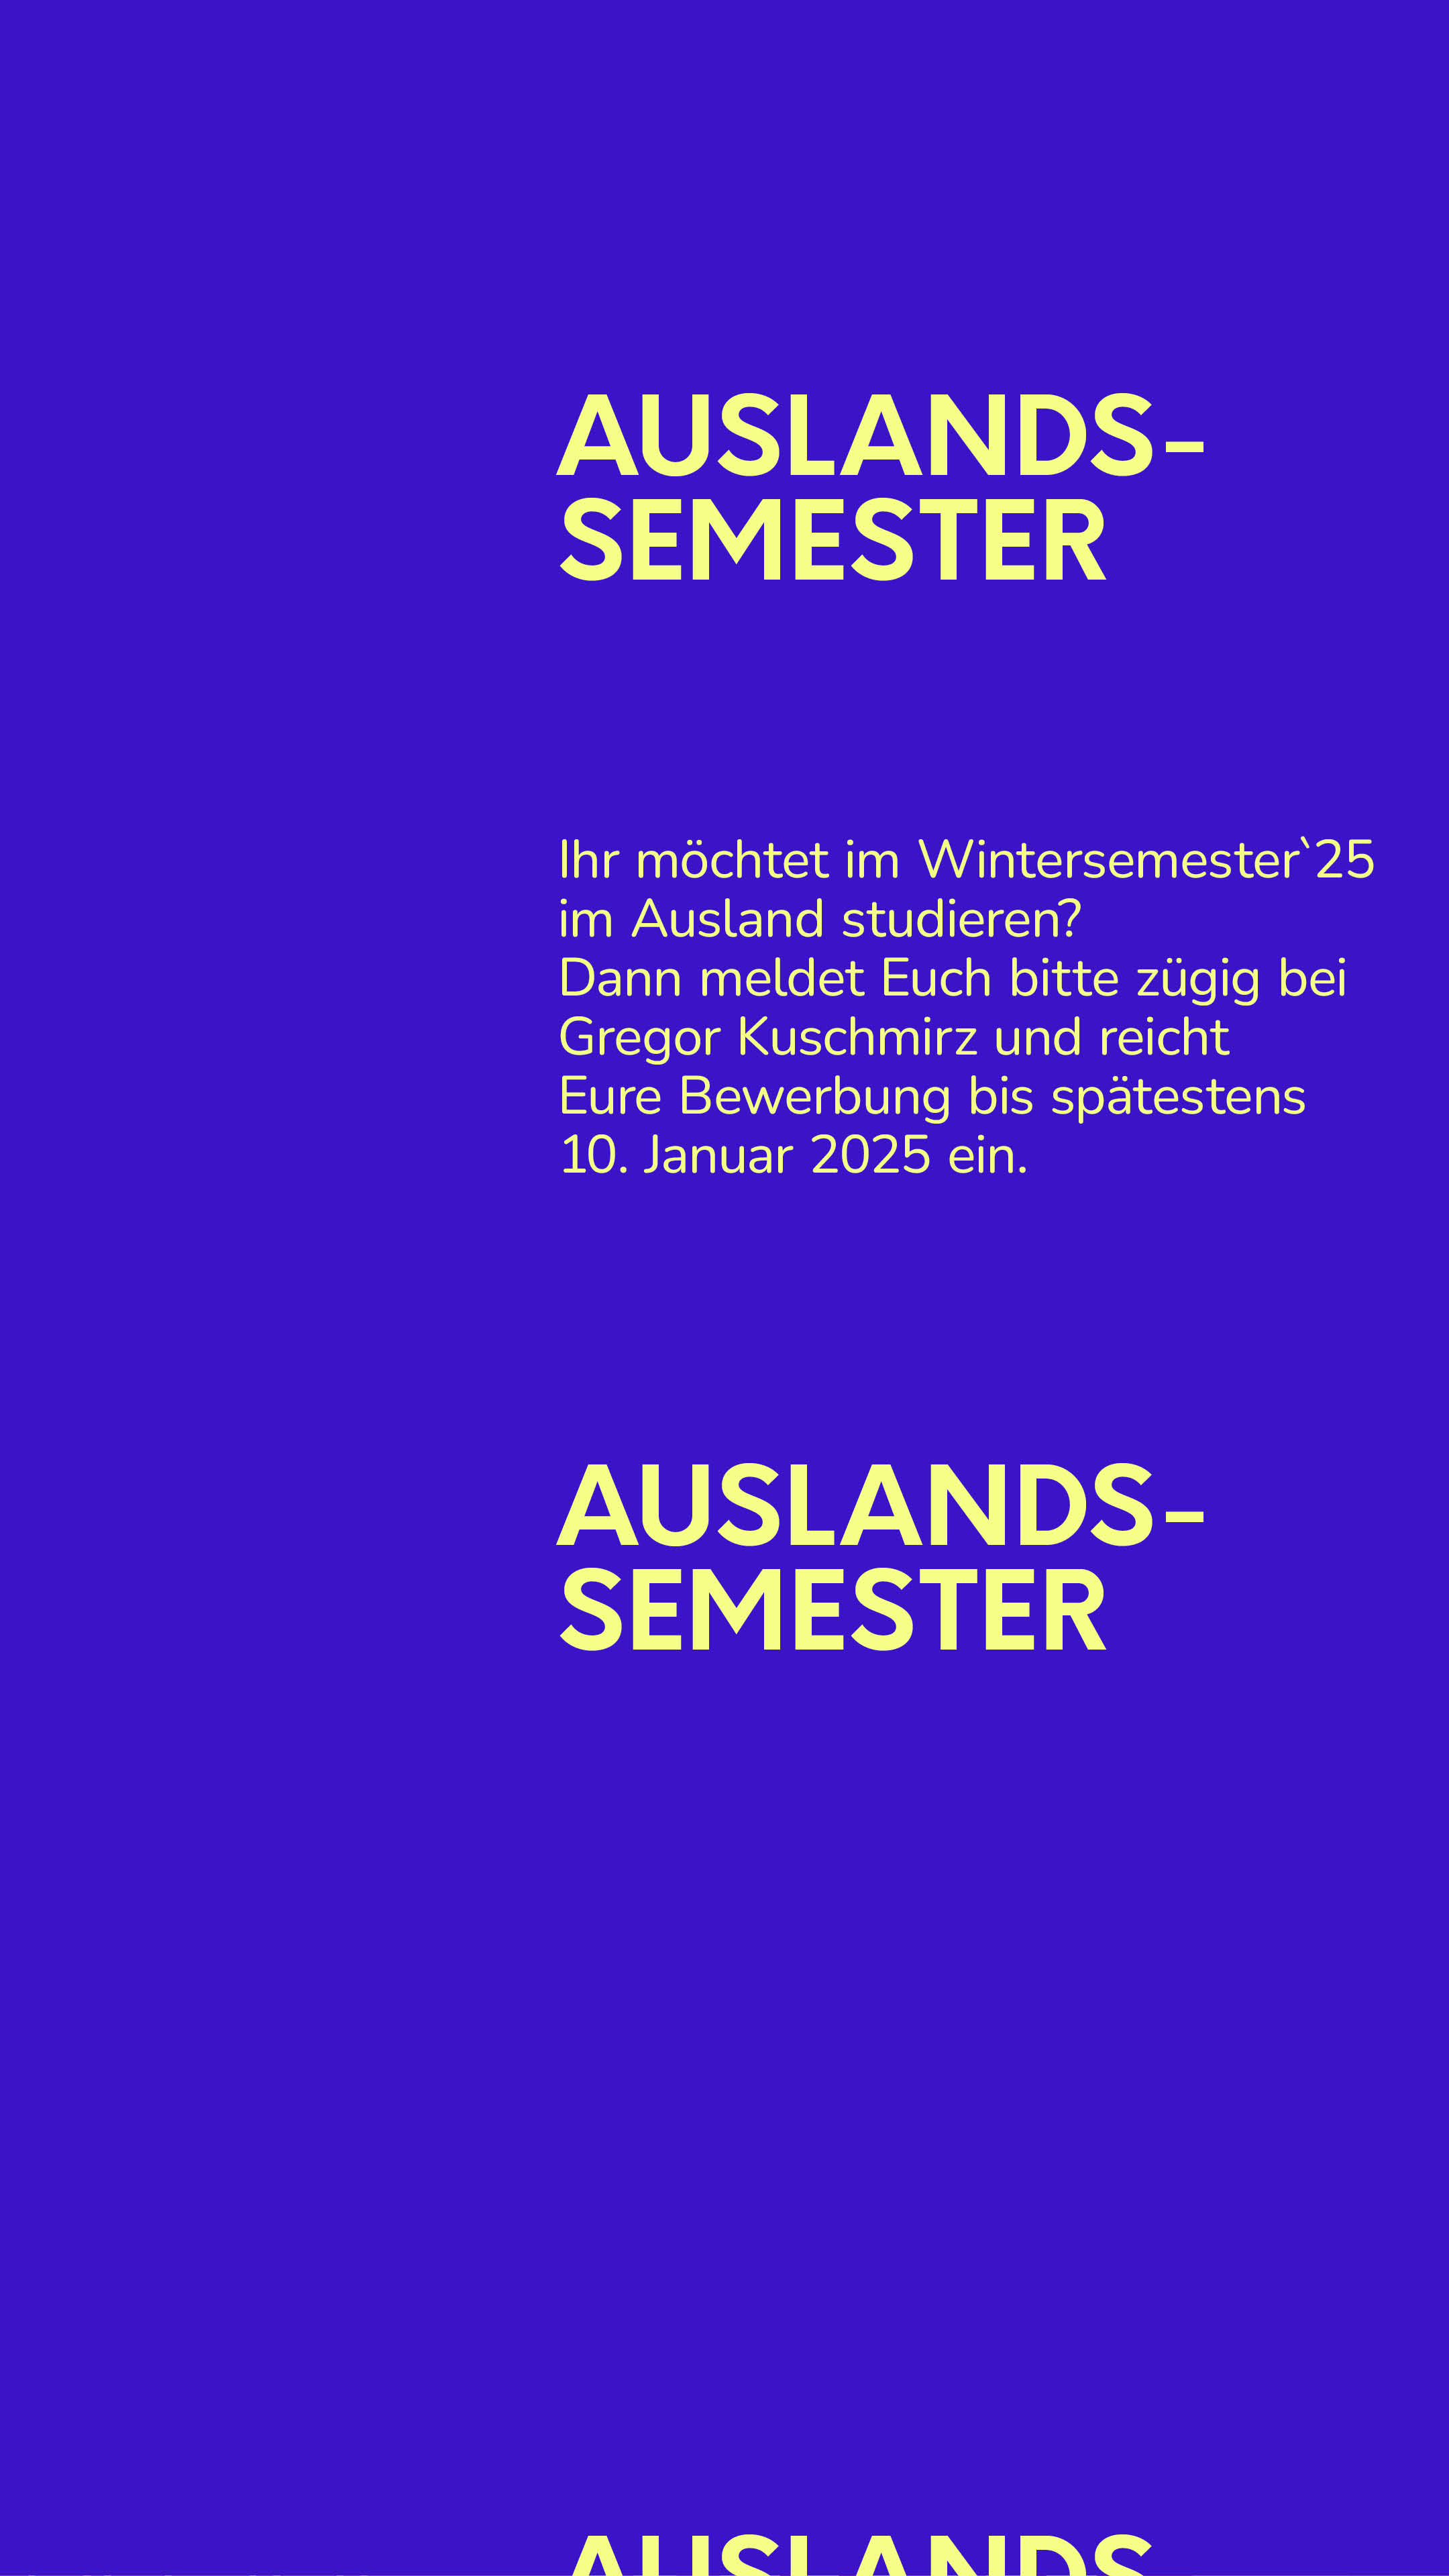 AUSLANDS-
SEMESTER
Ihr möchtet im Wintersemester`25
im Ausland studieren?
Dann meldet Euch bitte zügig bei
Gregor Kuschmirz und reicht
Eure Bewerbung bis spätestens
10. Januar 2025 ein.
AUSLANDS-
SEMESTER
AUSLANDS